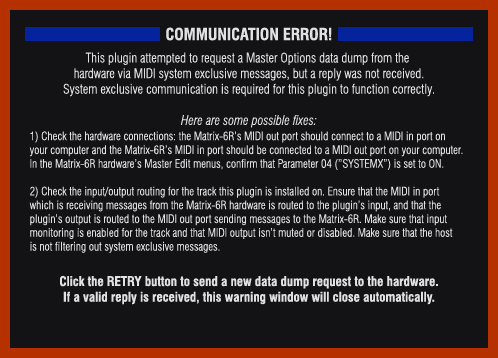 COMMUNICATION ERROR!
This plugin attempted to request a Master Options data dump from the
hardware via MIDI system exclusive messages, but a reply was not received.
System exclusive communication is required for this plugin to function correctly.
Here are some possible fixes:
1) Check the hardware connections: the Matrix-6R's MIDI out port should connect to a MIDI in port on
your computer and the Matrix-6R's MIDI in port should be connected to a MIDI out port on your computer.
In the Matrix-6R hardware's Master Edit menus, confirm that Parameter 04 ("SYSTEMX") is set to ON.
2) Check the input/output routing for the track this plugin is installed on. Ensure that the MIDI in port
which is receiving messages from the Matrix-6R hardware is routed to the plugin's input, and that the
plugin's output is routed to the MIDI out port sending messages to the Matrix-6R. Make sure that input
monitoring is enabled for the track and that MIDI output isn't muted or disabled. Make sure that the host
is not filtering out system exclusive messages.
Click the RETRY button to send a new data dump request to the hardware.
If a valid reply is received, this warning window will close automatically.